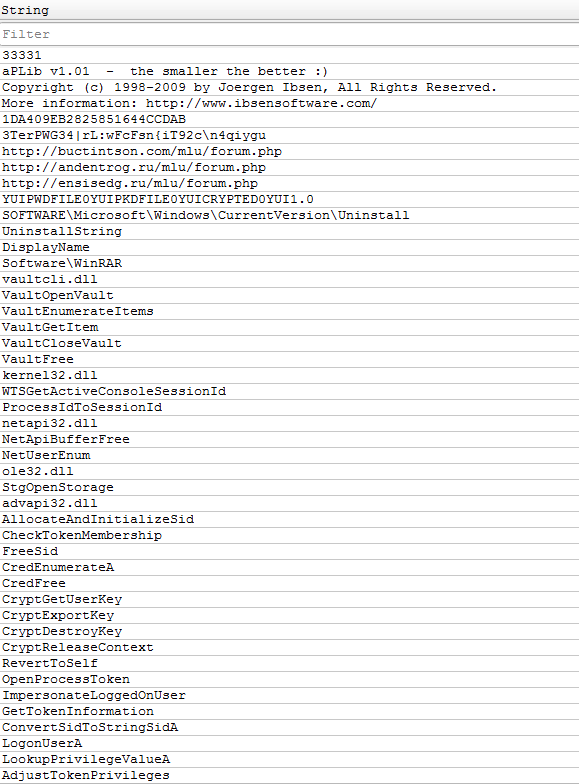 String
Filter
33331
aPLib v1.01  -  the smaller the better :)
Copyright (c) 1998-2009 by Joergen Ibsen, All Rights Reserved.
More information: http://www.ibsensoftware.com/
1DA409EB2825851644CCDAB
3TerPWG34|rL:wFcFsn{iT92c\n4qiygu
http://buctintson.com/mlu/forum.php
http://andentrog.ru/mlu/forum.php
http://ensisedg.ru/mlu/forum.php
YUIPWDFILE0YUIPKDFILE0YUICRYPTED0YUI1.0
SOFTWARE\Microsoft\Windows\CurrentVersion\Uninstall
UninstallString
DisplayName
Software\WinRAR
vaultcli.dll
VaultOpenVault
VaultEnumerateItems
VaultGetItem
VaultCloseVault
VaultFree
kernel32.dll
WTSGetActiveConsoleSessionId
ProcessIdToSessionId
netapi32.dll
NetApiBufferFree
NetUserEnum
ole32.dll
StgOpenStorage
advapi32.dll
AllocateAndInitializeSid
CheckTokenMembership
FreeSid
CredEnumerateA
CredFree
CryptGetUserKey
CryptExportKey
CryptDestroyKey
CryptReleaseContext
RevertToSelf
OpenProcessToken
ImpersonateLoggedOnUser
GetTokenInformation
ConvertSidToStringSidA
LogonUserA
LookupPrivilegeValueA
AdjustTokenPrivileges